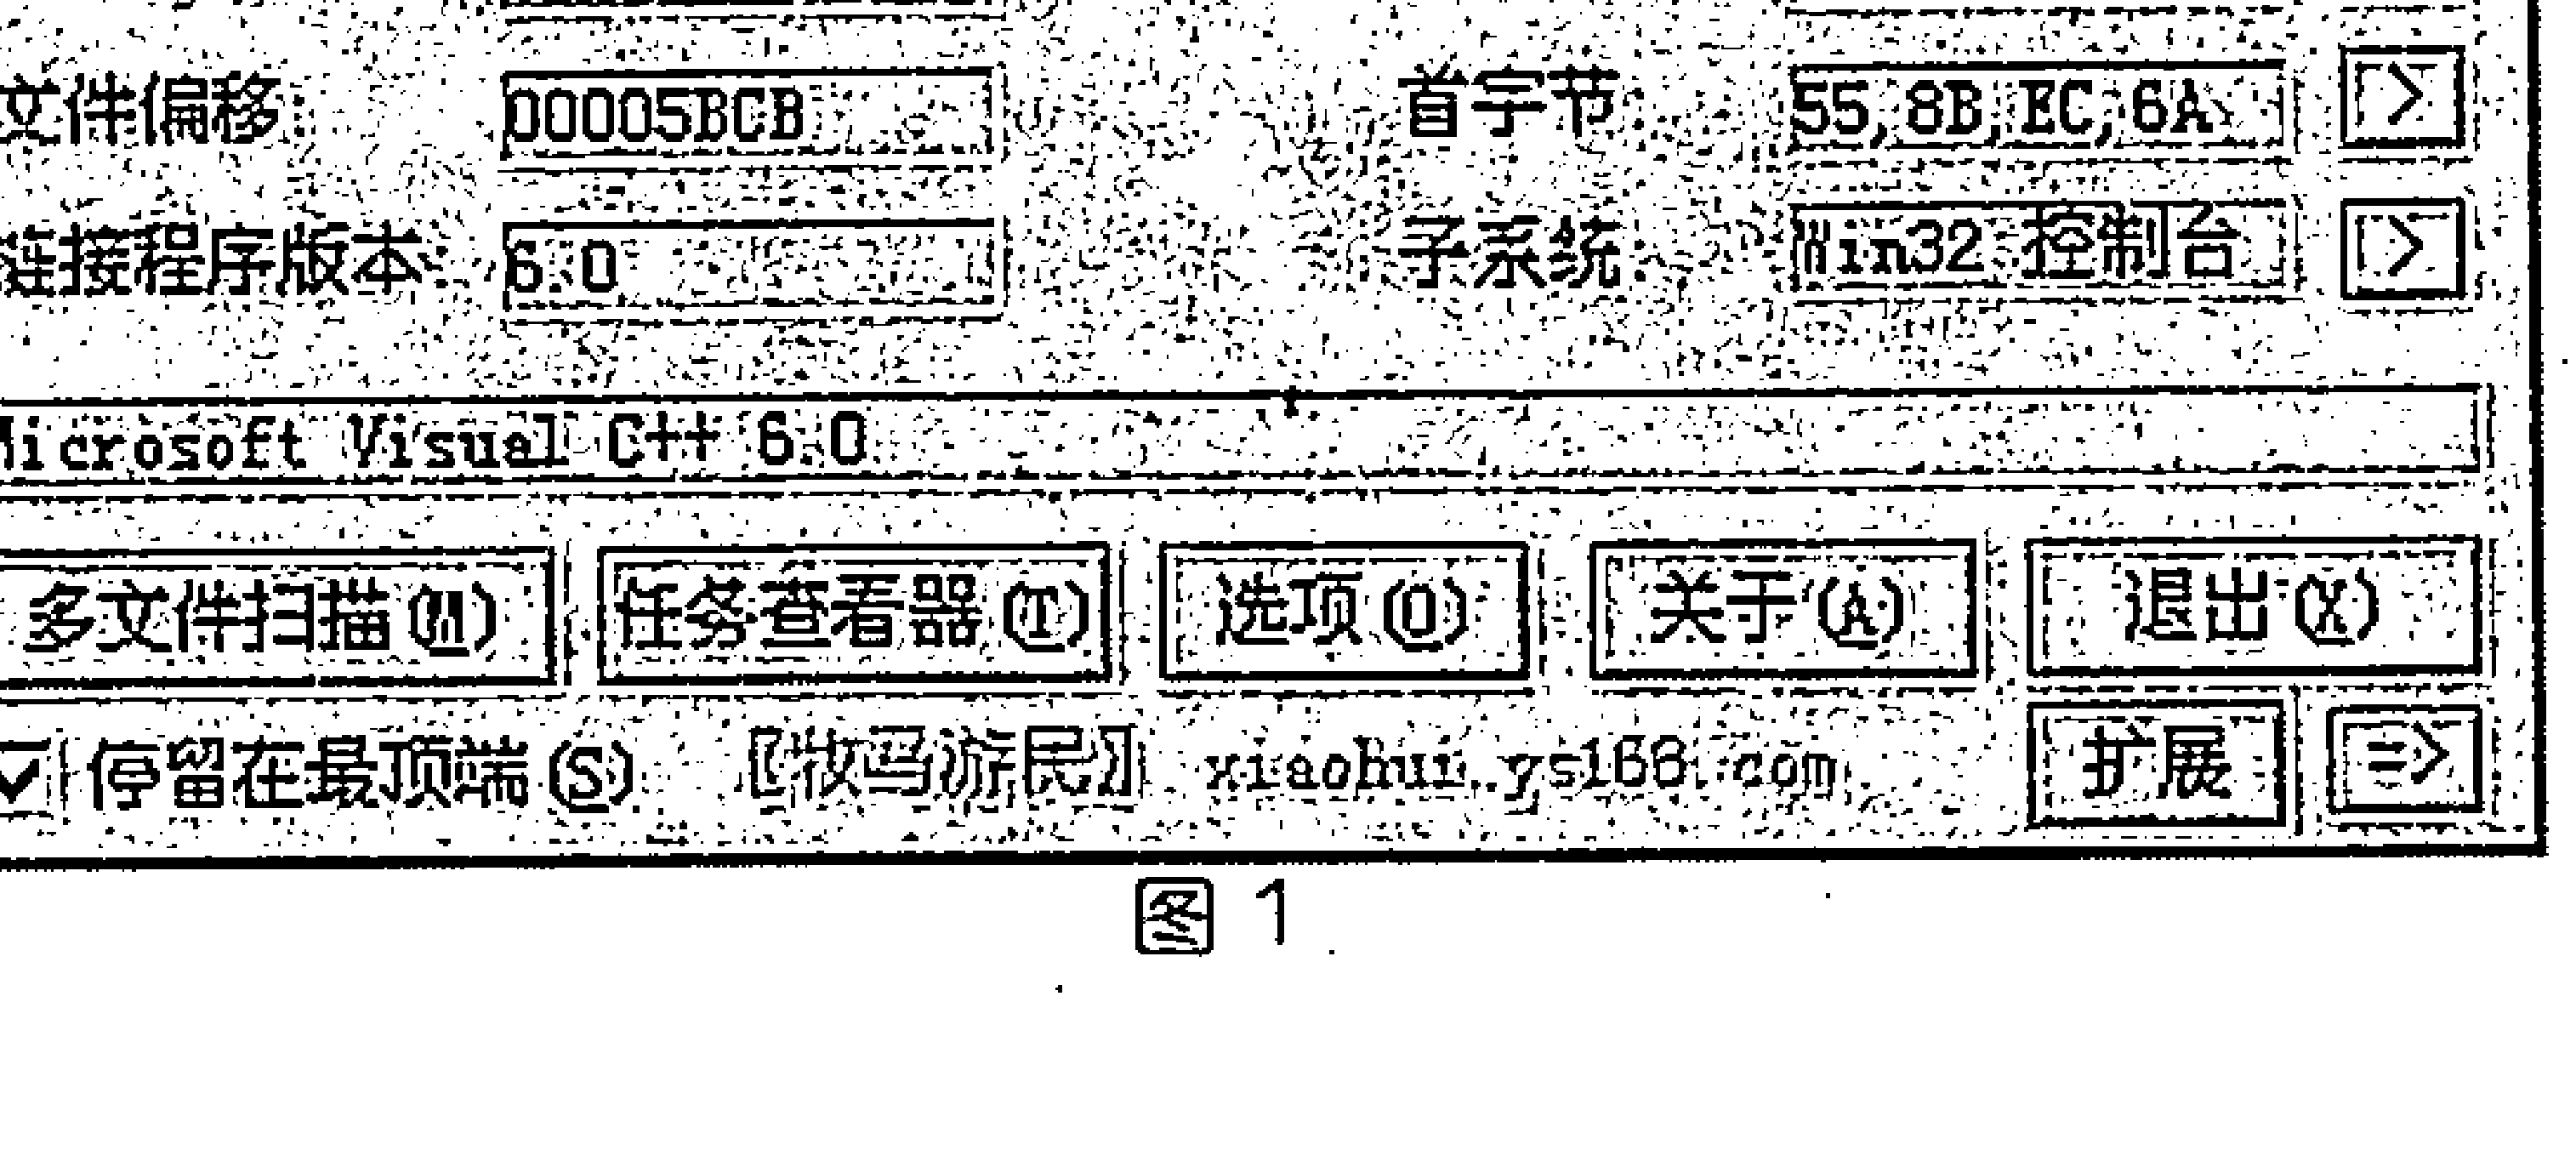 文件偏移: 00005BCB 首字节: 55,8B,EC,6A >
链接程序版本: 6.0 子系统: Win32 控制台 >
Microsoft Visual C++ 6.0
多文件扫描(M) 任务查看器(T) 选项(O) 关于(A) 退出(X)
停留在最顶端(S) 【牧马游民】 xiaohui.ys168.com 扩展 =>
图 1